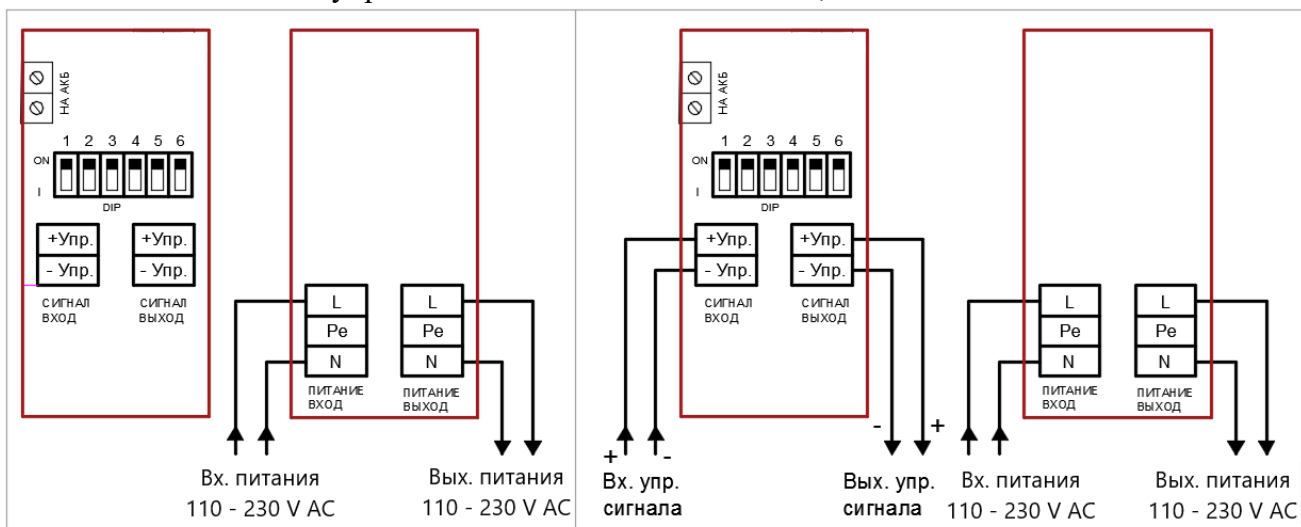 НА АКБ
1 2 3 4 5 6
ON
I
DIP
+Упр.
- Упр.
СИГНАЛ
ВХОД
+Упр.
- Упр.
СИГНАЛ
ВЫХОД
L
Pe
N
ПИТАНИЕ
ВХОД
L
Pe
N
ПИТАНИЕ
ВЫХОД
Вх. питания
110 - 230 V AC
Вых. питания
110 - 230 V AC
НА АКБ
1 2 3 4 5 6
ON
I
DIP
+Упр.
- Упр.
СИГНАЛ
ВХОД
+Упр.
- Упр.
СИГНАЛ
ВЫХОД
L
Pe
N
ПИТАНИЕ
ВХОД
L
Pe
N
ПИТАНИЕ
ВЫХОД
+ -
Вх. упр.
сигнала
- +
Вых. упр.
сигнала
Вх. питания
110 - 230 V AC
Вых. питания
110 - 230 V AC